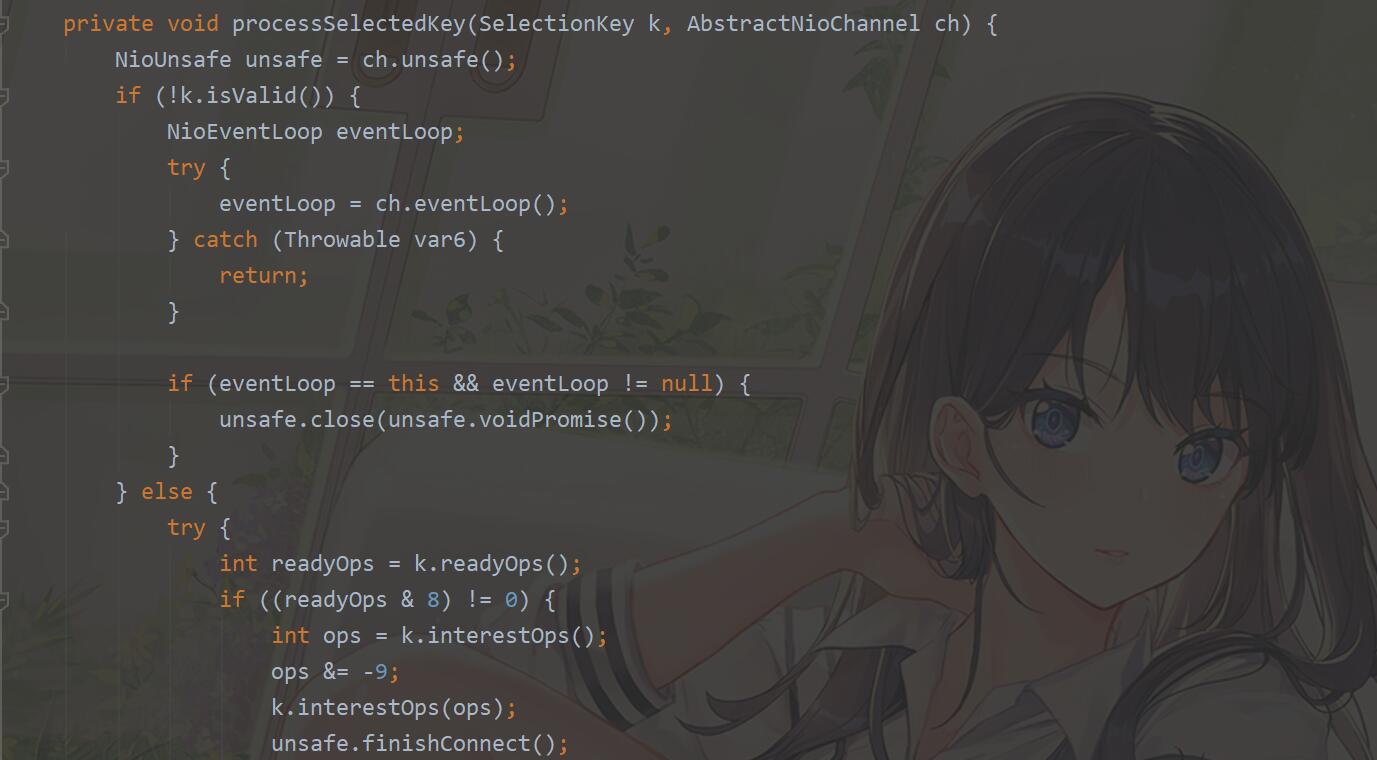 private void processSelectedKey(SelectionKey k, AbstractNioChannel ch) {
NioUnsafe unsafe = ch.unsafe();
if (!k.isValid()) {
NioEventLoop eventLoop;
try {
eventLoop = ch.eventLoop();
} catch (Throwable var6) {
return;
}
if (eventLoop == this && eventLoop != null) {
unsafe.close(unsafe.voidPromise());
}
} else {
try {
int readyOps = k.readyOps();
if ((readyOps & 8) != 0) {
int ops = k.interestOps();
ops &= -9;
k.interestOps(ops);
unsafe.finishConnect();